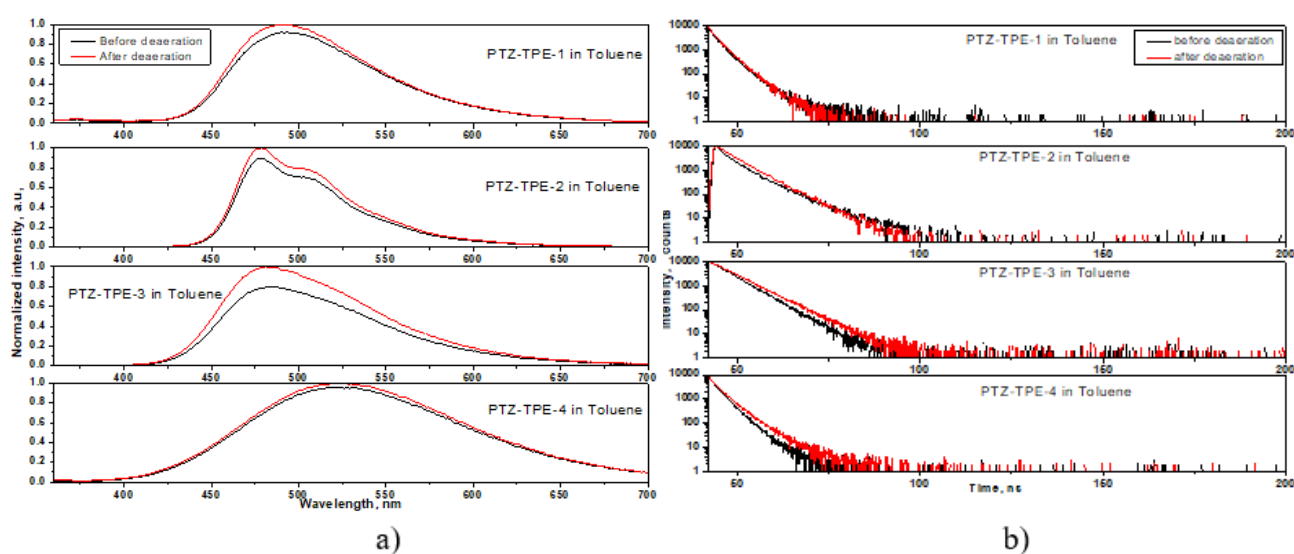 Normalized intensity, a.u,
1.0
0.8
0.6
0.4
0.2
0.0
Before deaeration
After deaeration
PTZ-TPE-1 in Toluene
400 450 500 550 600 650 700
1.0
0.8
0.6
0.4
0.2
0.0
PTZ-TPE-2 in Toluene
400 450 500 550 600 650 700
1.0
0.8
0.6
0.4
0.2
0.0
PTZ-TPE-3 in Toluene
400 450 500 550 600 650 700
1.0
0.8
0.6
0.4
0.2
0.0
PTZ-TPE-4 in Toluene
400 450 500 550 600 650 700
Wavelength, nm
a)
Intensity, counts
10000
1000
100
10
1
PTZ-TPE-1 in Toluene
before deaeration
after deaeration
50 100 150 200
10000
1000
100
10
1
PTZ-TPE-2 in Toluene
50 100 150 200
10000
1000
100
10
1
PTZ-TPE-3 in Toluene
50 100 150 200
10000
1000
100
10
1
PTZ-TPE-4 in Toluene
50 100 150 200
Time, ns
b)